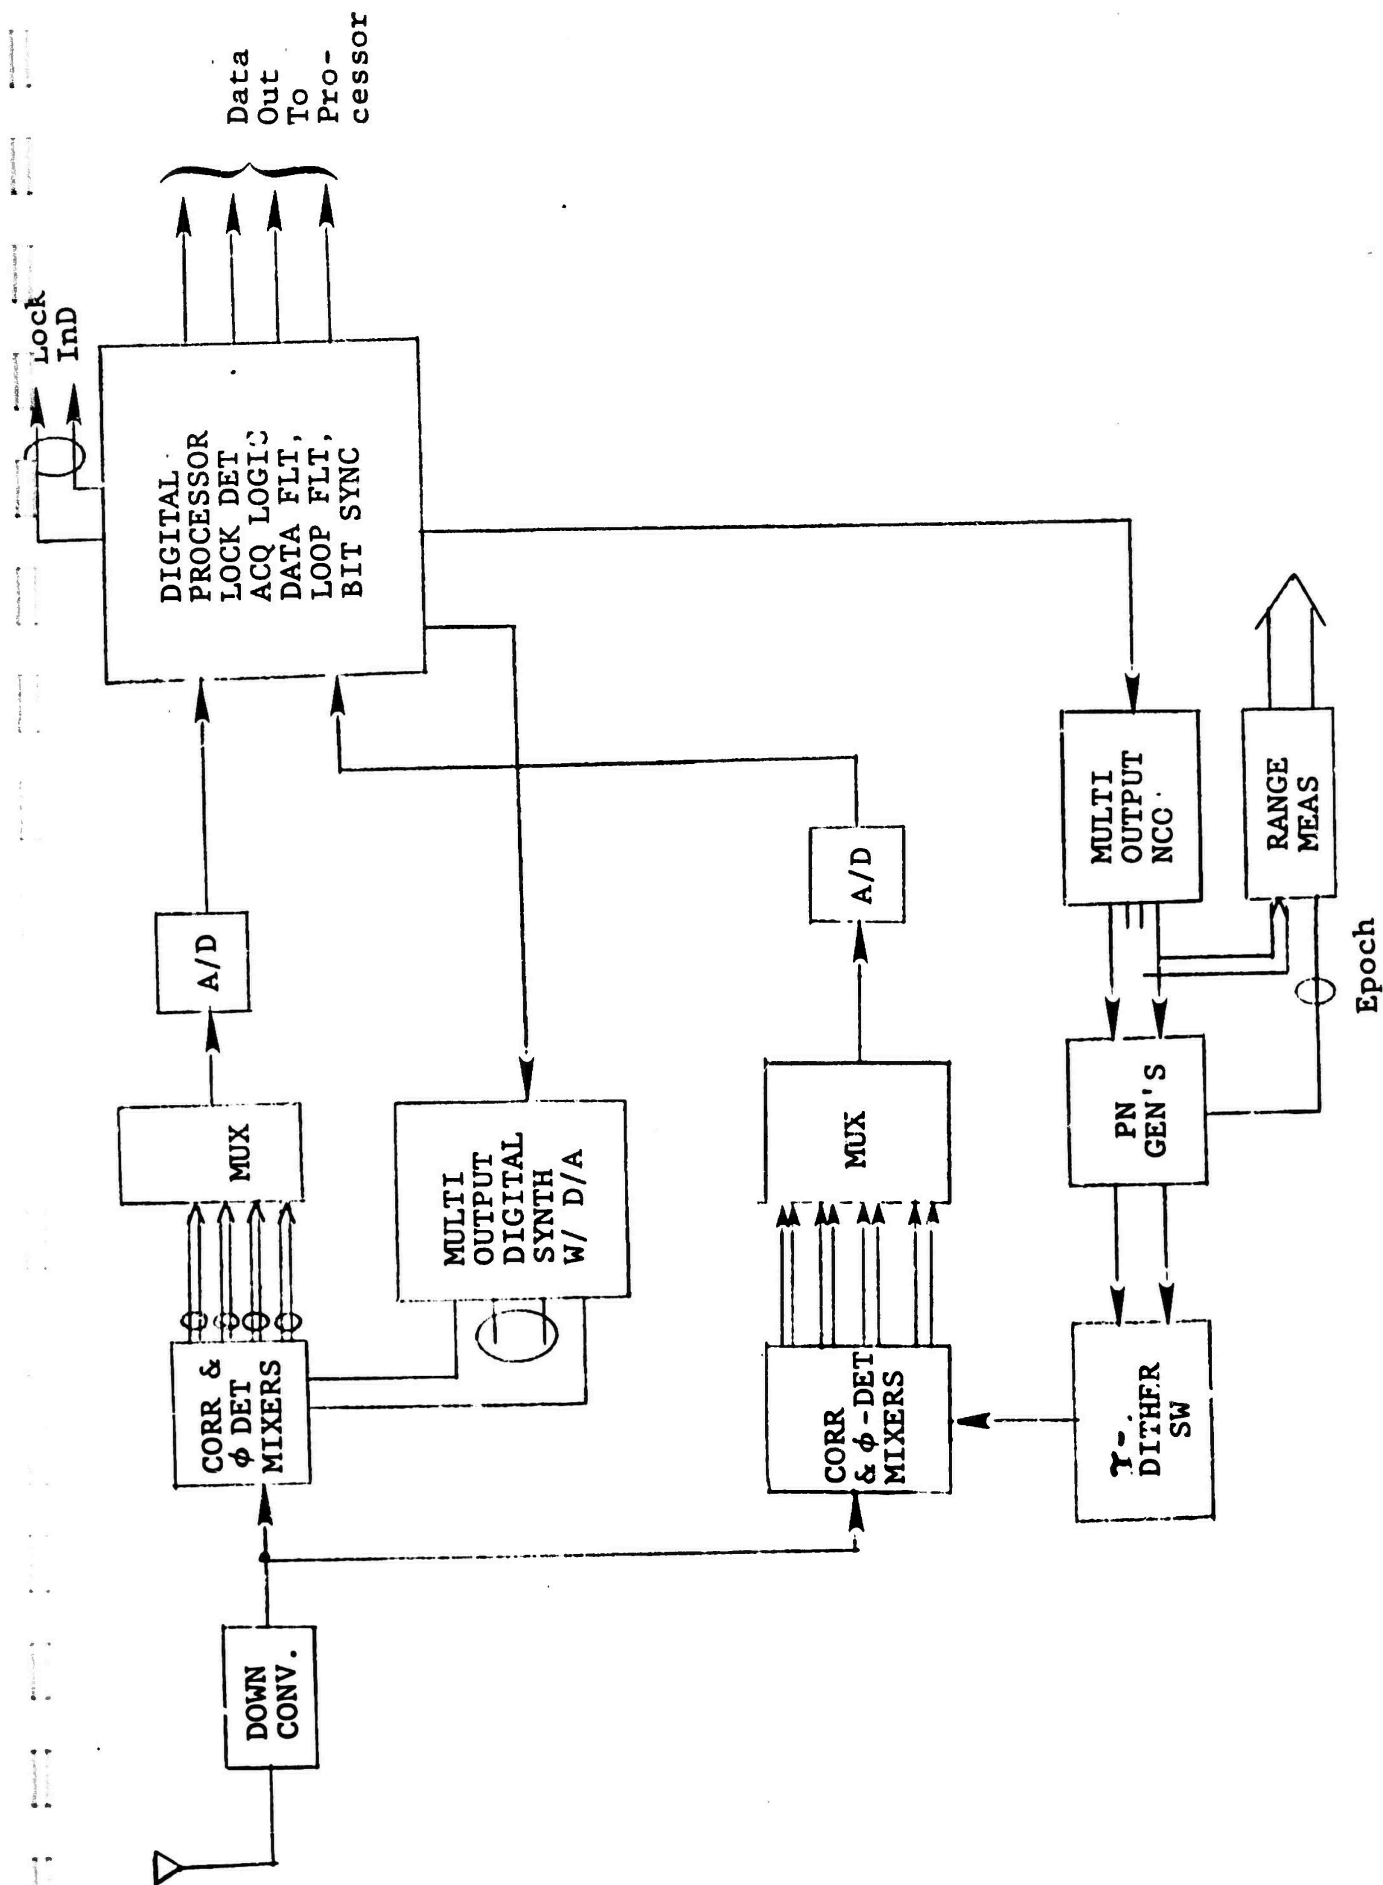 DOWN
CONV.
CORR &
φ DET
MIXERS
MUX
A/D
DIGITAL
PROCESSOR
LOCK DET
ACQ LOGIC
DATA FLT,
LOOP FLT,
BIT SYNC
Lock
InD
Data
Out
To
Pro-
cessor
MULTI
OUTPUT
DIGITAL
SYNTH
W/ D/A
CORR
& φ-DET
MIXERS
MUX
A/D
τ-.
DITHER
SW
PN
GEN'S
MULTI
OUTPUT
NCO
RANGE
MEAS
Epoch